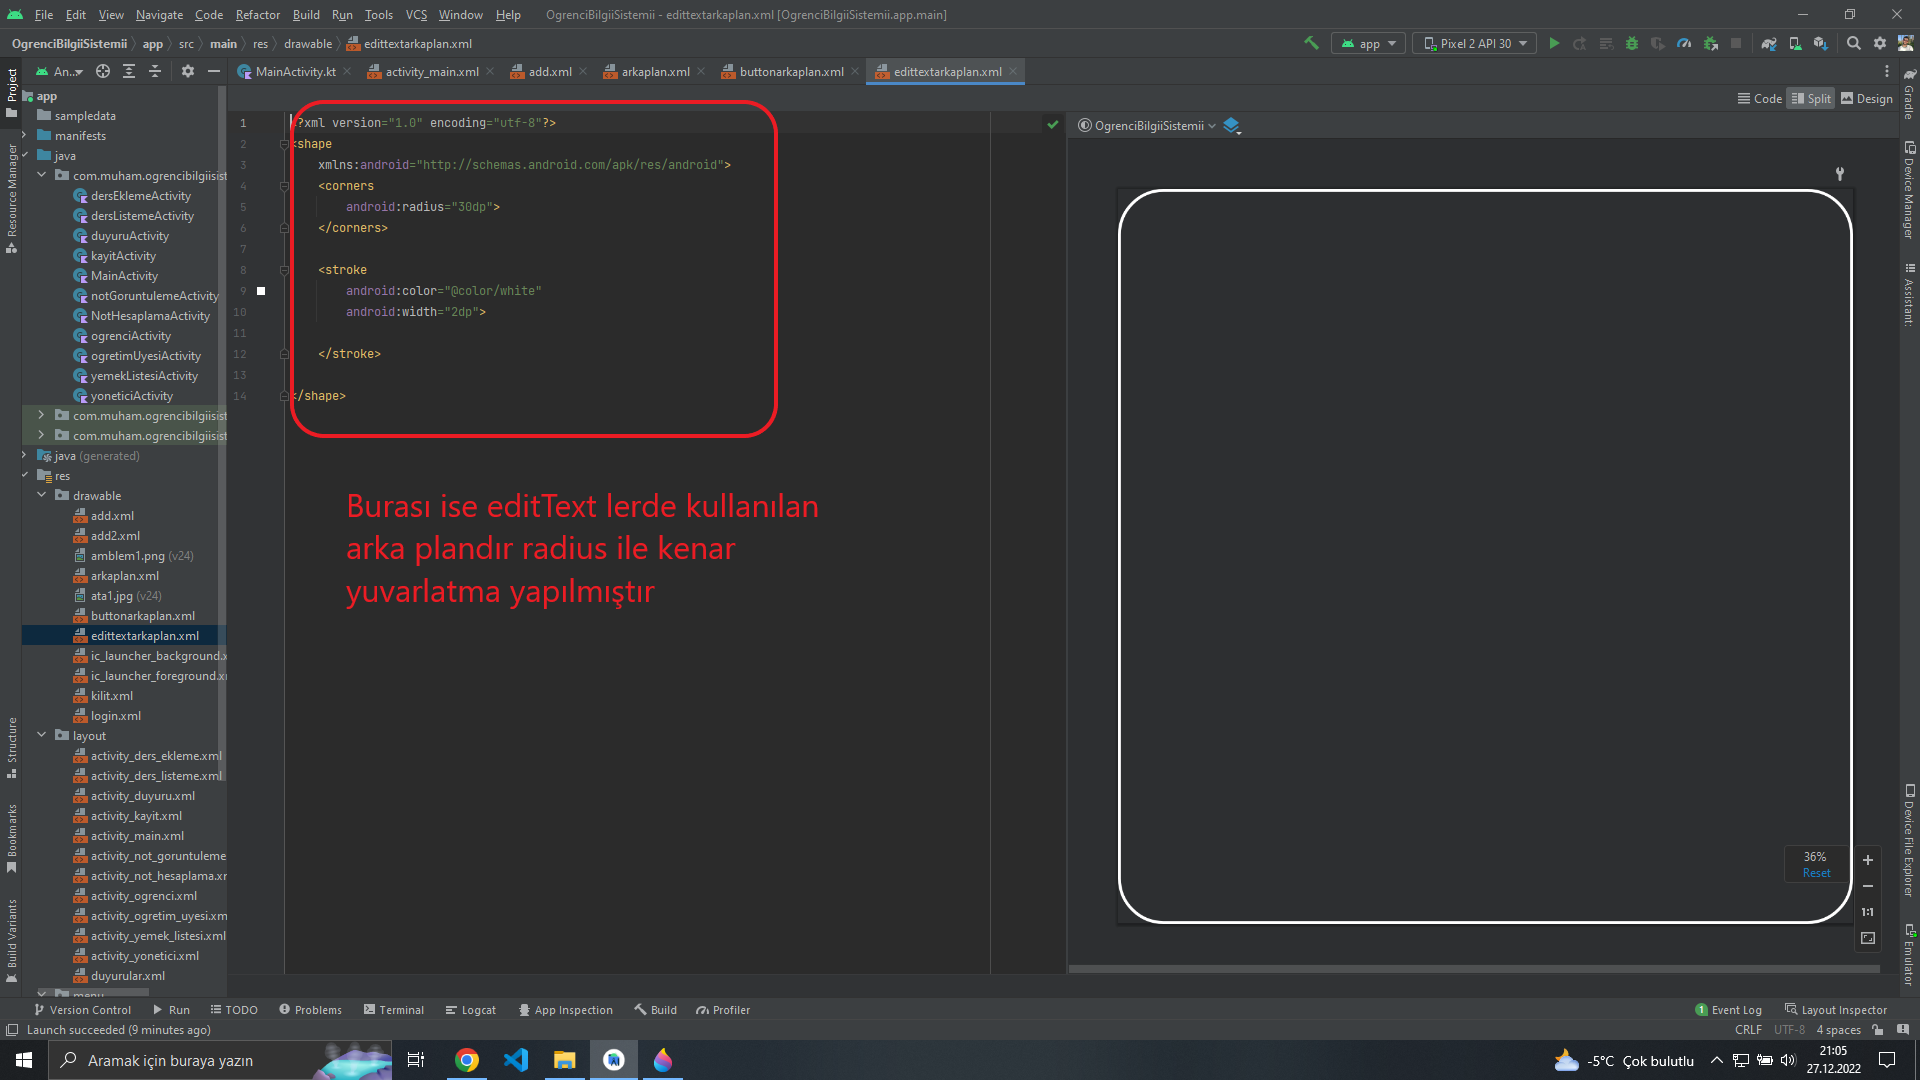 File Edit View Navigate Code Refactor Build Run Tools VCS Window Help OgrenciBilgiiSistemii - edittextarkaplan.xml [OgrenciBilgiiSistemii.app.main]
OgrenciBilgiiSistemii app src main res drawable edittextarkaplan.xml
app Pixel 2 API 30
An... MainActivity.kt activity_main.xml add.xml arkaplan.xml buttonarkaplan.xml edittextarkaplan.xml
Code Split Design
Project
Resource Manager
Structure
Bookmarks
Build Variants
app
sampledata
manifests
java
com.muham.ogrencibilgiisist
dersEklemeActivity
dersListemeActivity
duyuruActivity
kayitActivity
MainActivity
notGoruntulemeActivity
NotHesaplamaActivity
ogrenciActivity
ogretimUyesiActivity
yemekListesiActivity
yoneticiActivity
com.muham.ogrencibilgiisist
com.muham.ogrencibilgiisist
java (generated)
res
drawable
add.xml
add2.xml
amblem1.png (v24)
arkaplan.xml
ata1.jpg (v24)
buttonarkaplan.xml
edittextarkaplan.xml
ic_launcher_background.x
ic_launcher_foreground.x
kilit.xml
login.xml
layout
activity_ders_ekleme.xml
activity_ders_listeme.xml
activity_duyuru.xml
activity_kayit.xml
activity_main.xml
activity_not_goruntuleme
activity_not_hesaplama.xr
activity_ogrenci.xml
activity_ogretim_uyesi.xm
activity_yemek_listesi.xml
activity_yonetici.xml
duyurular.xml
menu
1 <?xml version="1.0" encoding="utf-8"?>
2 <shape
3 xmlns:android="http://schemas.android.com/apk/res/android">
4 <corners
5 android:radius="30dp">
6 </corners>
7
8 <stroke
9 android:color="@color/white"
10 android:width="2dp">
11
12 </stroke>
13
14 </shape>
Burası ise editText lerde kullanılan
arka plandır radius ile kenar
yuvarlatma yapılmıştır
OgrenciBilgiiSistemii
36%
Reset
1:1
Gradle
Device Manager
Assistant:
Device File Explorer
Emulator
Version Control Run TODO Problems Terminal Logcat App Inspection Build Profiler 1 Event Log Layout Inspector
Launch succeeded (9 minutes ago) CRLF UTF-8 4 spaces
Aramak için buraya yazın -5°C Çok bulutlu 21:05
27.12.2022